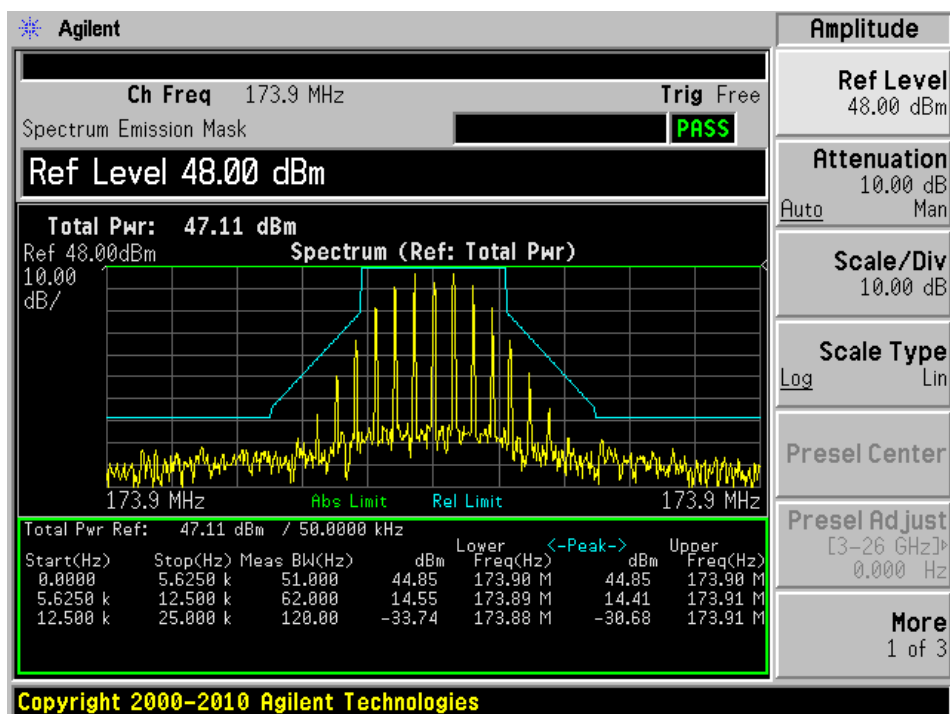 Agilent
Amplitude
Ch Freq 173.9 MHz Trig Free
Spectrum Emission Mask PASS
Ref Level 48.00 dBm
Total Pwr: 47.11 dBm
Ref 48.00dBm Spectrum (Ref: Total Pwr)
10.00
dB/
173.9 MHz Abs Limit Rel Limit 173.9 MHz
Total Pwr Ref: 47.11 dBm / 50.0000 kHz
Lower <-Peak-> Upper
Start(Hz) Stop(Hz) Meas BW(Hz) dBm Freq(Hz) dBm Freq(Hz)
0.0000 5.6250 k 51.000 44.85 173.90 M 44.85 173.90 M
5.6250 k 12.500 k 62.000 14.55 173.89 M 14.41 173.91 M
12.500 k 25.000 k 120.00 -33.74 173.88 M -30.68 173.91 M
Ref Level
48.00 dBm
Attenuation
10.00 dB
Auto Man
Scale/Div
10.00 dB
Scale Type
Log Lin
Presel Center
Presel Adjust
[3-26 GHz]
0.000 Hz
More
1 of 3
Copyright 2000-2010 Agilent Technologies